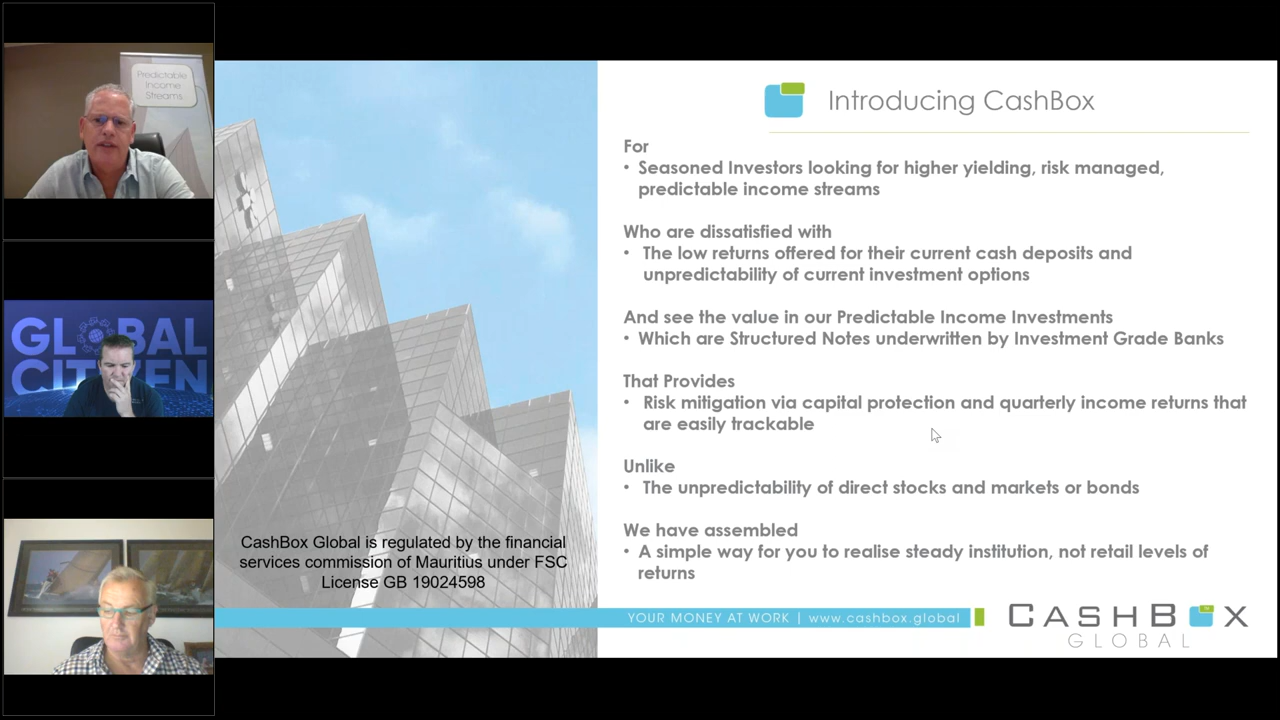 Predictable
Income
Streams
GLOBAL
CITIZEN
Introducing CashBox
For
• Seasoned Investors looking for higher yielding, risk managed,
predictable income streams
Who are dissatisfied with
• The low returns offered for their current cash deposits and
unpredictability of current investment options
And see the value in our Predictable Income Investments
• Which are Structured Notes underwritten by Investment Grade Banks
That Provides
• Risk mitigation via capital protection and quarterly income returns that
are easily trackable
Unlike
• The unpredictability of direct stocks and markets or bonds
We have assembled
• A simple way for you to realise steady institution, not retail levels of
returns
CashBox Global is regulated by the financial
services commission of Mauritius under FSC
License GB 19024598
YOUR MONEY AT WORK | www.cashbox.global
CASHBOX
GLOBAL